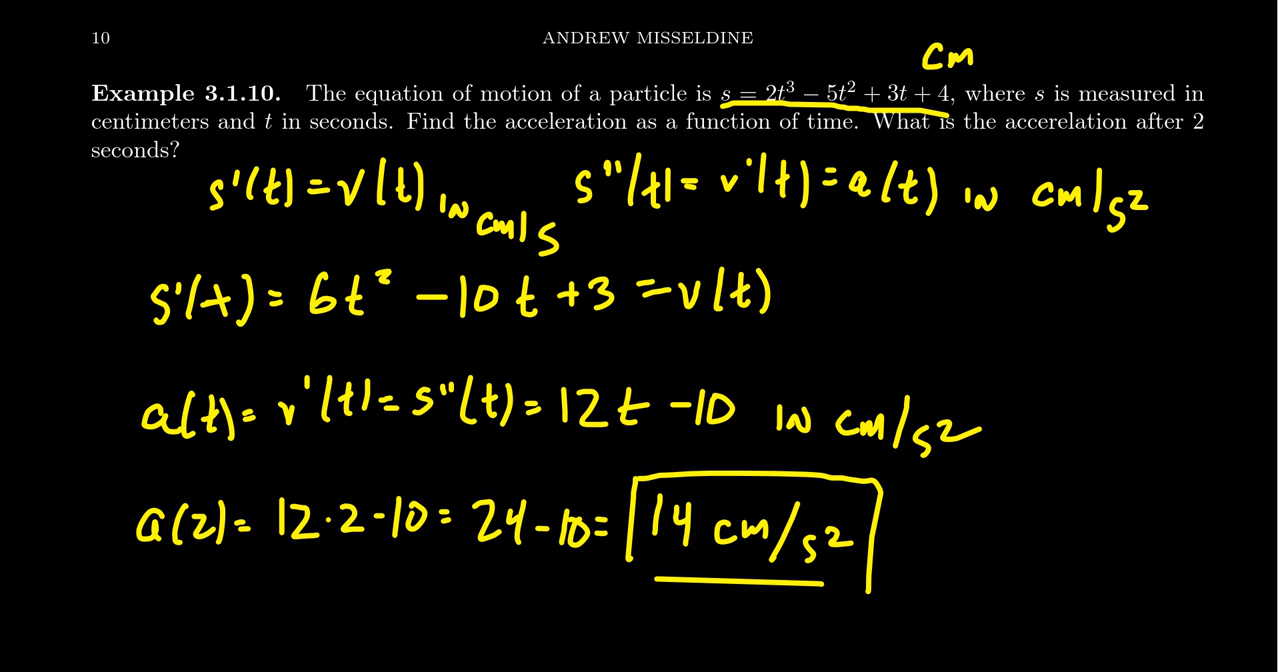 10 ANDREW MISSELDINE
cm
Example 3.1.10. The equation of motion of a particle is s = 2t³ − 5t² + 3t + 4, where s is measured in
centimeters and t in seconds. Find the acceleration as a function of time. What is the accerelation after 2
seconds?
s'(t) = v(t) IN cm/s s''(t) = v'(t) = a(t) IN cm/s²
s'(t) = 6t² − 10t + 3 = v(t)
a(t) = v'(t) = s''(t) = 12t − 10 IN cm/s²
a(2) = 12·2 − 10 = 24 − 10 = 14 cm/s²